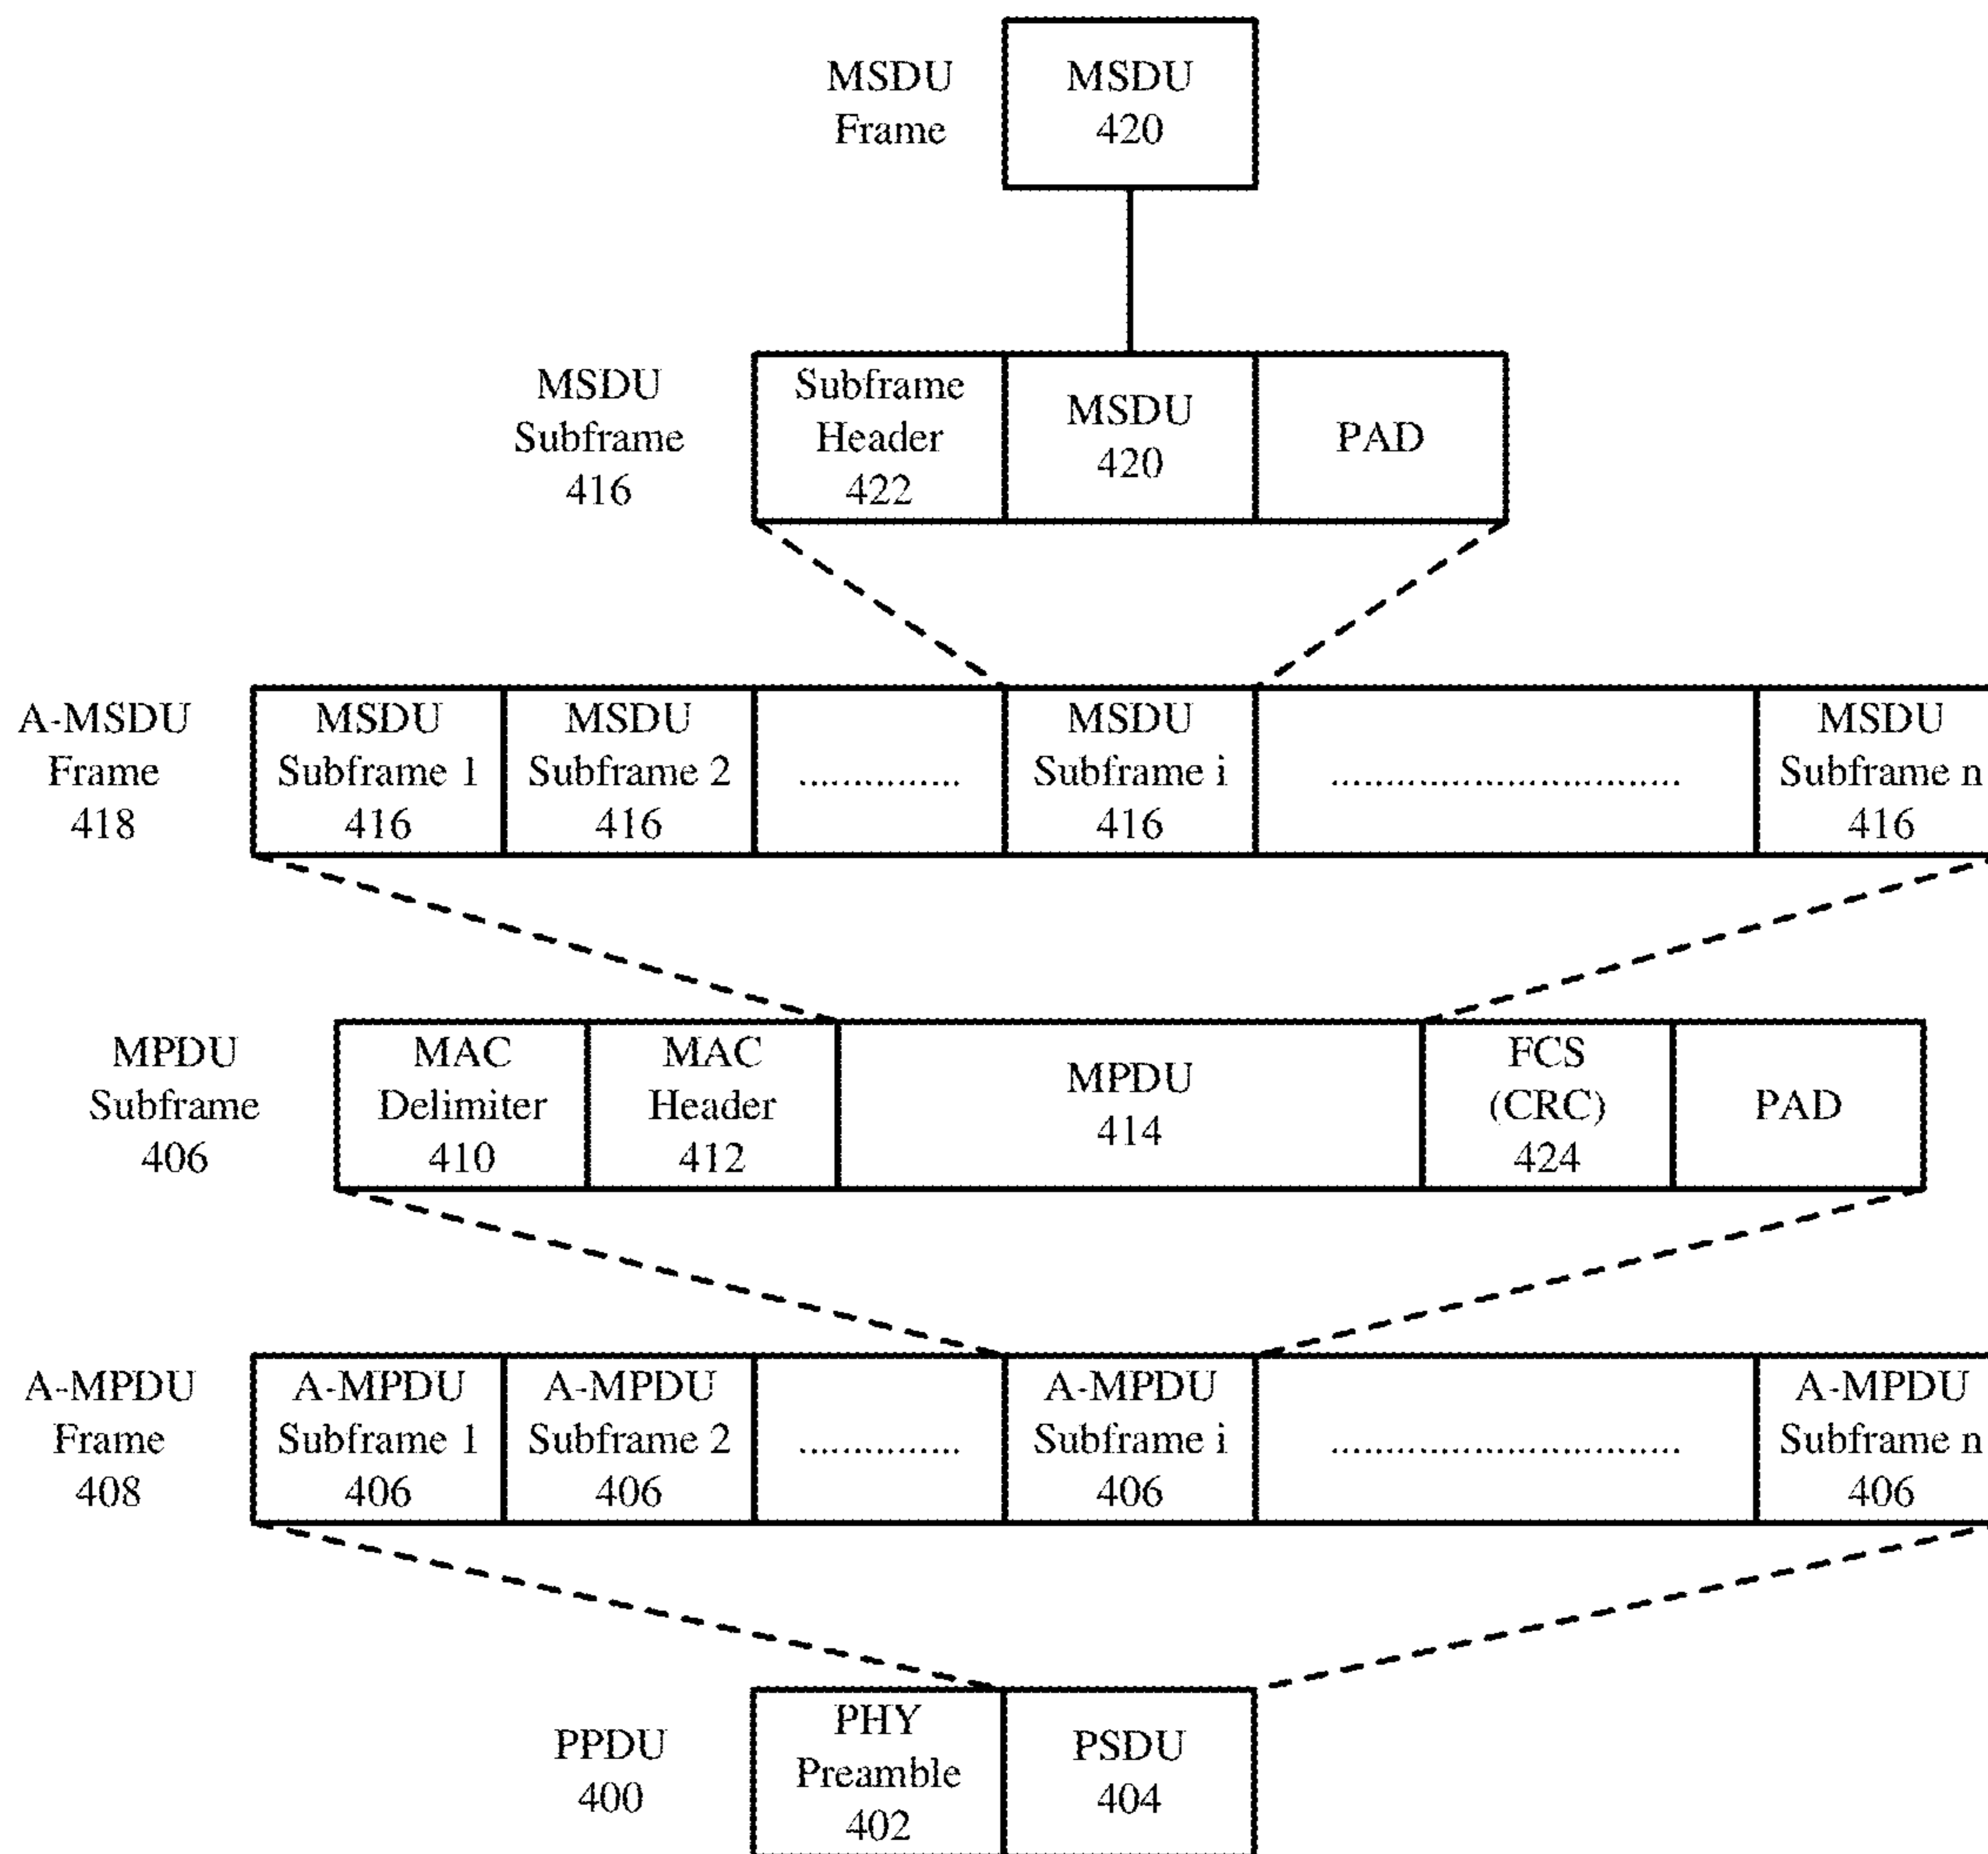 MSDU
Frame
MSDU
420
MSDU
Subframe
416
Subframe
Header
422
MSDU
420
PAD
A-MSDU
Frame
418
MSDU
Subframe 1
416
MSDU
Subframe 2
416
..............
MSDU
Subframe i
416
..............................
MSDU
Subframe n
416
MPDU
Subframe
406
MAC
Delimiter
410
MAC
Header
412
MPDU
414
FCS
(CRC)
424
PAD
A-MPDU
Frame
408
A-MPDU
Subframe 1
406
A-MPDU
Subframe 2
406
..............
A-MPDU
Subframe i
406
..............................
A-MPDU
Subframe n
406
PPDU
400
PHY
Preamble
402
PSDU
404